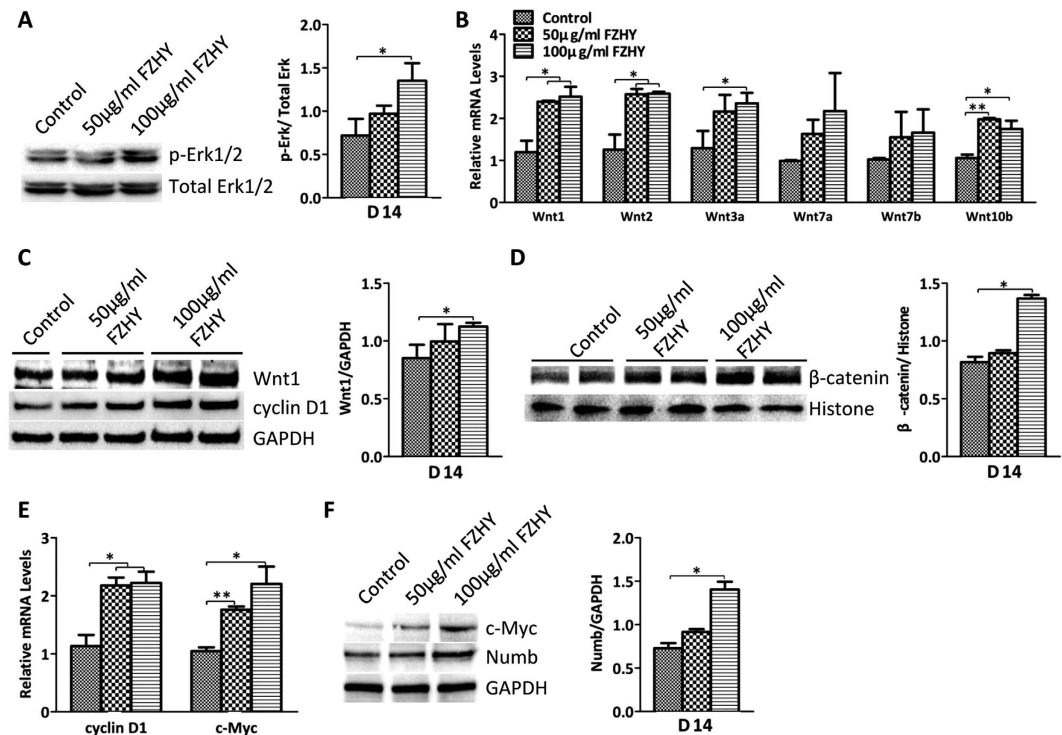 A
Control
50μg/ml FZHY
100μg/ml FZHY
p-Erk1/2
Total Erk1/2
p-Erk/ Total Erk
2.0
1.5
1.0
0.5
0.0
*
D 14
B
Control
50μ g/ml FZHY
100μ g/ml FZHY
Relative mRNA Levels
4
2
0
*
*
*
**
*
Wnt1
Wnt2
Wnt3a
Wnt7a
Wnt7b
Wnt10b
C
Control
50μg/ml
FZHY
100μg/ml
FZHY
Wnt1
cyclin D1
GAPDH
Wnt1/GAPDH
1.5
1.0
0.5
0.0
*
D 14
D
Control
50μg/ml
FZHY
100μg/ml
FZHY
β-catenin
Histone
β -catenin/ Histone
1.5
1.0
0.5
0.0
*
D 14
E
Relative mRNA Levels
3
2
1
0
*
**
*
cyclin D1
c-Myc
F
Control
50μg/ml FZHY
100μg/ml FZHY
c-Myc
Numb
GAPDH
Numb/GAPDH
2.0
1.5
1.0
0.5
0.0
*
D 14